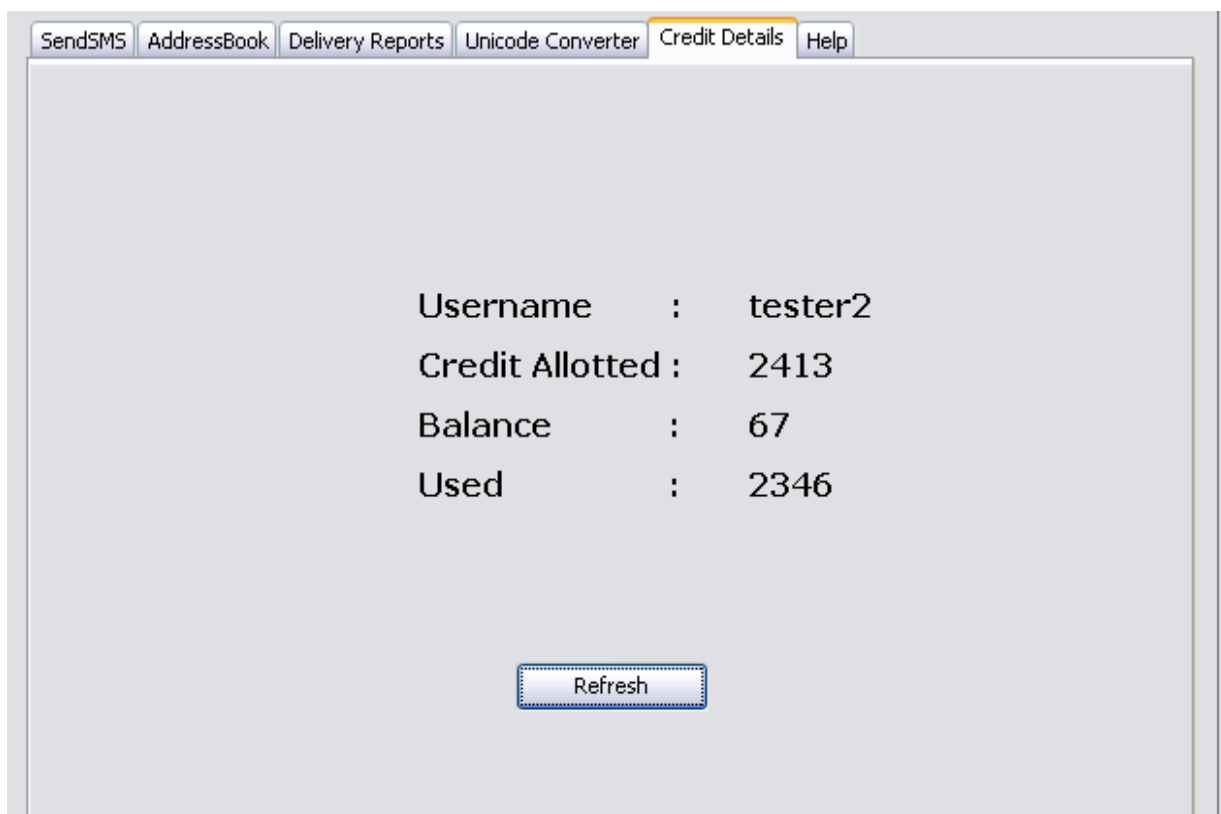 SendSMS AddressBook Delivery Reports Unicode Converter Credit Details Help
Username : tester2
Credit Allotted : 2413
Balance : 67
Used : 2346
Refresh